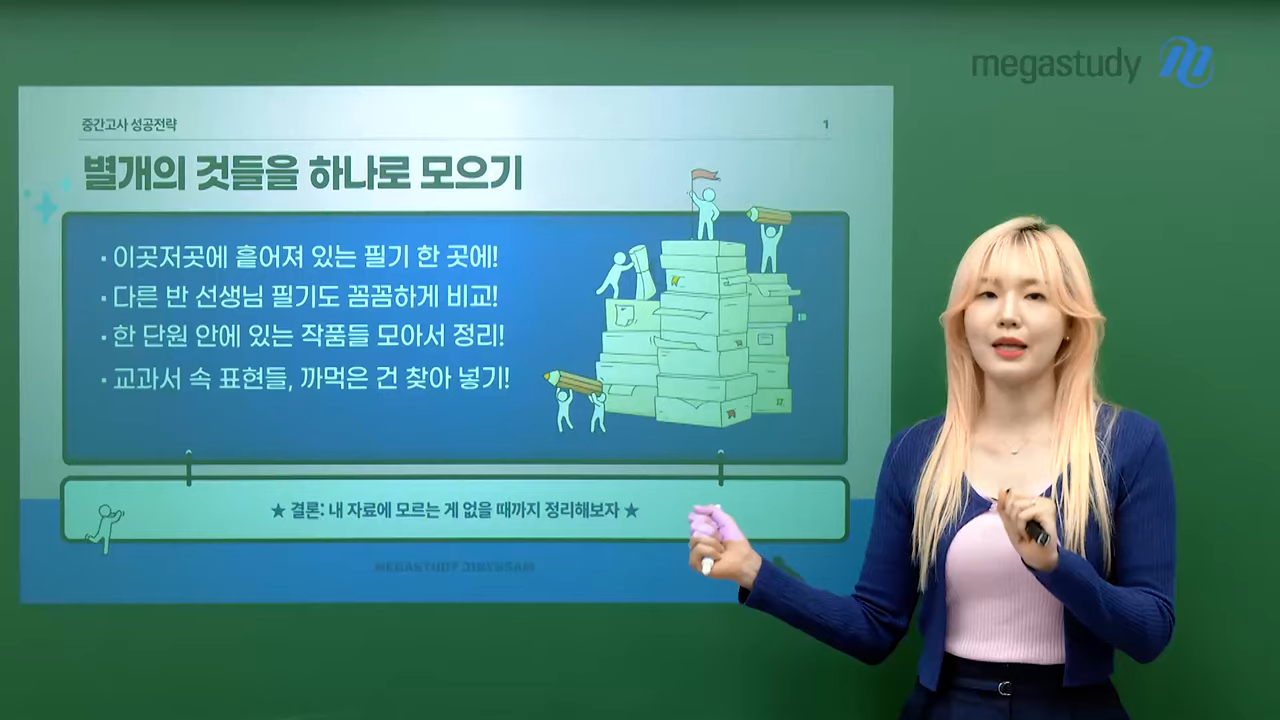 megastudy
중간고사 성공전략
1
별개의 것들을 하나로 모으기
· 이곳저곳에 흩어져 있는 필기 한 곳에!
· 다른 반 선생님 필기도 꼼꼼하게 비교!
· 한 단원 안에 있는 작품들 모아서 정리!
· 교과서 속 표현들, 까먹은 건 찾아 넣기!
★ 결론: 내 자료에 모르는 게 없을 때까지 정리해보자 ★
MEGASTUDY